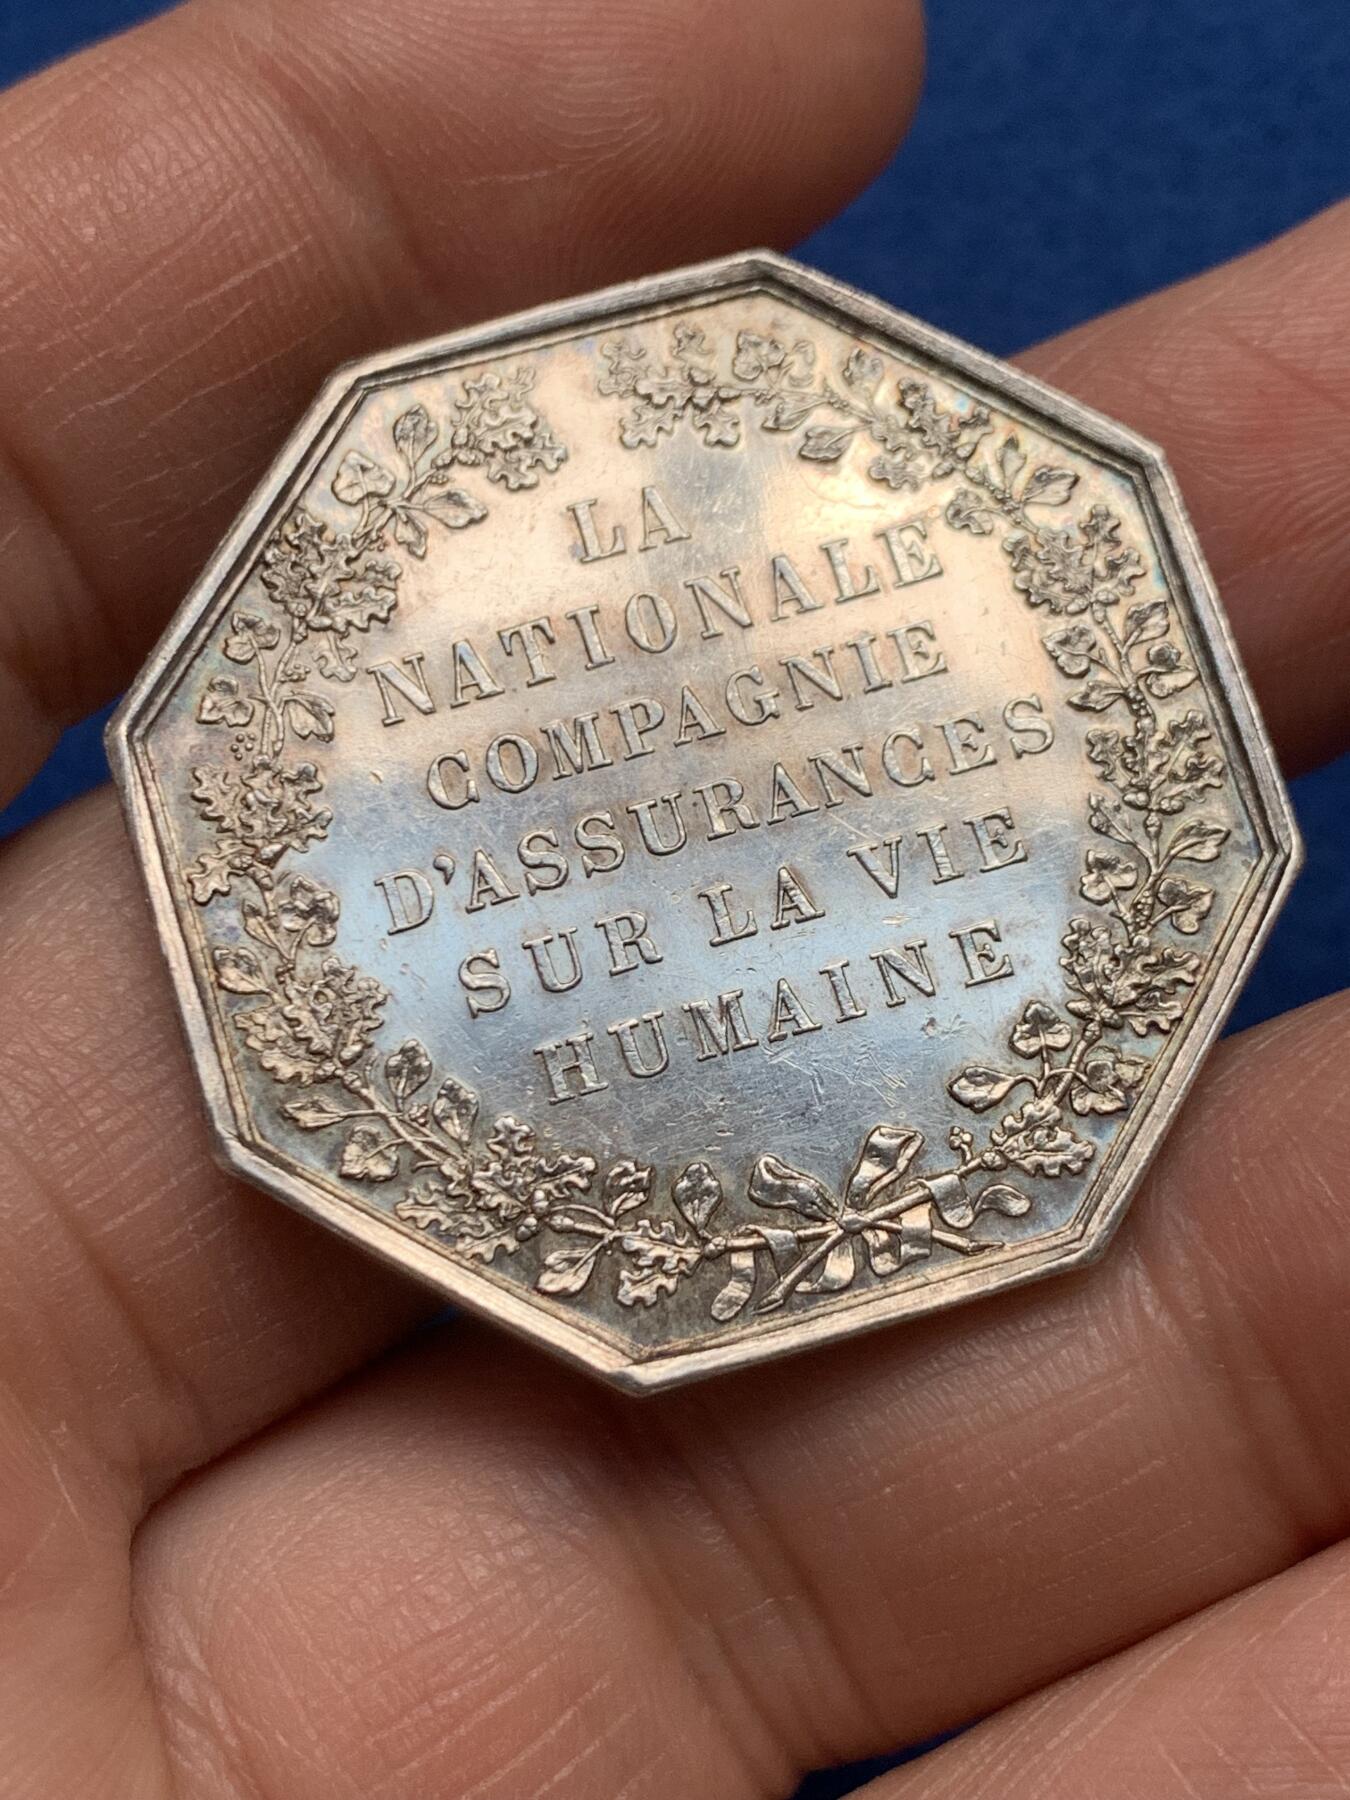 LA
NATIONALE
COMPAGNIE
D'ASSURANCES
SUR LA VIE
HUMAINE